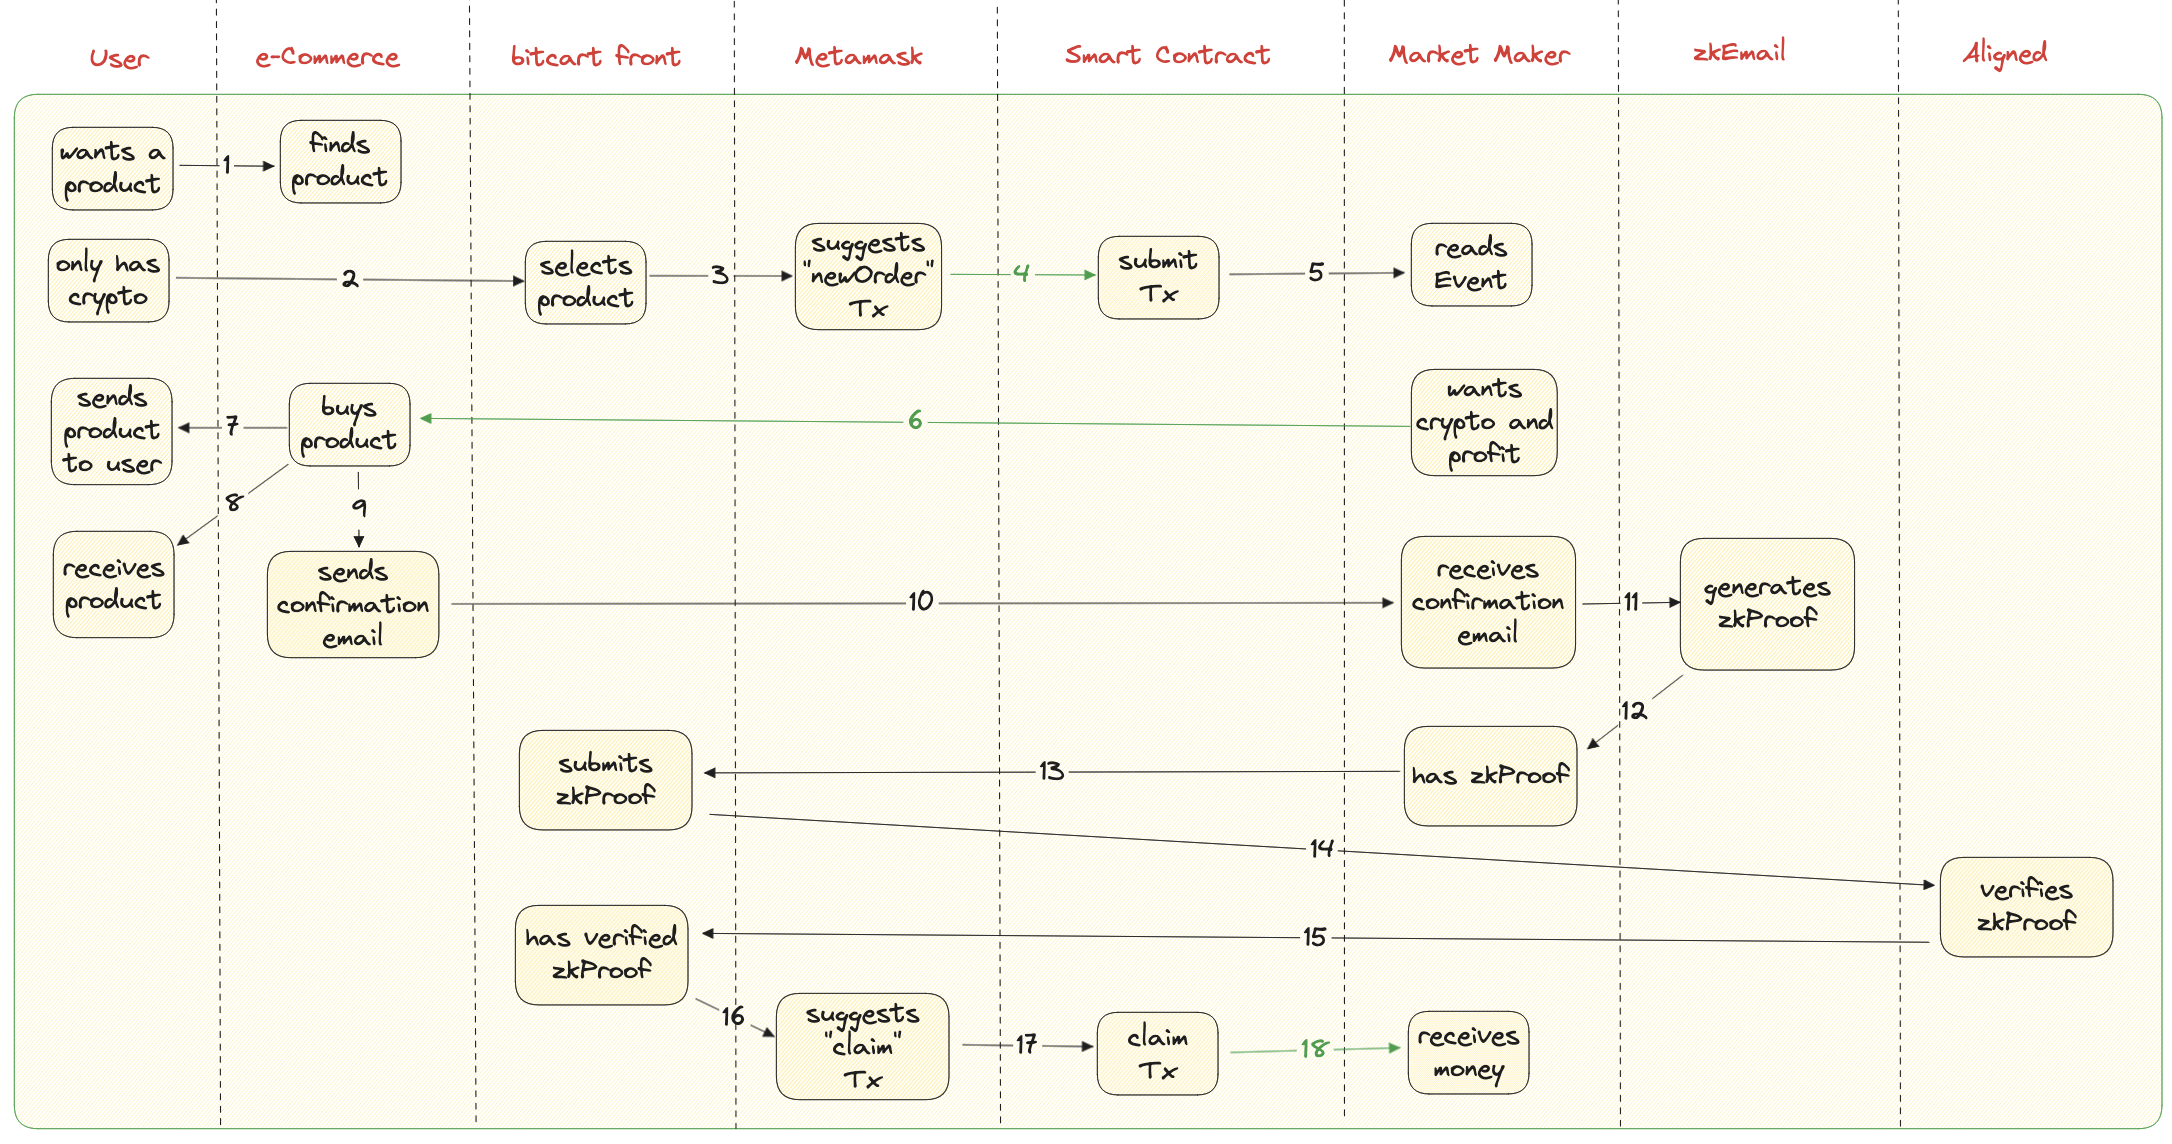 User
e-Commerce
bitcart front
Metamask
Smart Contract
Market Maker
zkEmail
Aligned
wants a
product
1
finds
product
only has
crypto
2
selects
product
3
suggests
"newOrder"
Tx
4
submit
Tx
5
reads
Event
sends
product
to user
7
buys
product
6
wants
crypto and
profit
8
9
receives
product
sends
confirmation
email
10
receives
confirmation
email
11
generates
zkProof
12
submits
zkProof
13
has zkProof
14
verifies
zkProof
has verified
zkProof
15
16
suggests
"claim"
Tx
17
claim
Tx
18
receives
money